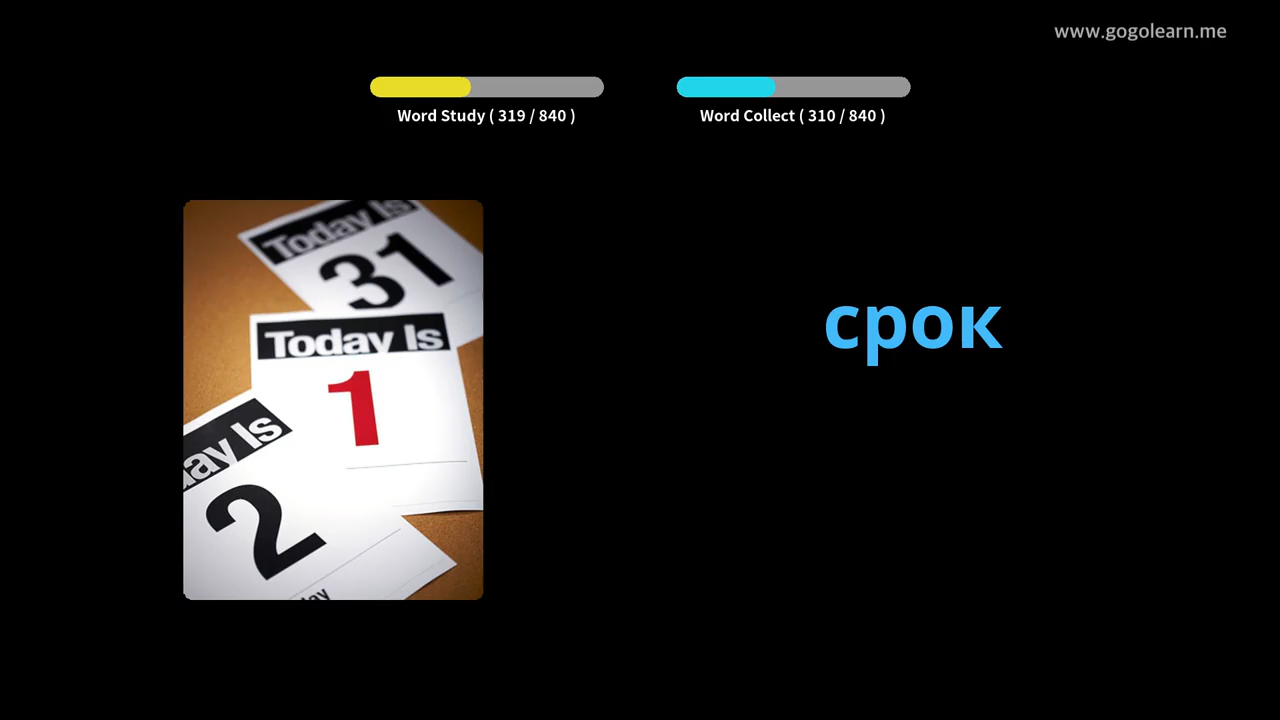 www.gogolearn.me
Word Study ( 319 / 840 )
Word Collect ( 310 / 840 )
Today Is
31
Today Is
1
ay Is
2
ay
срок